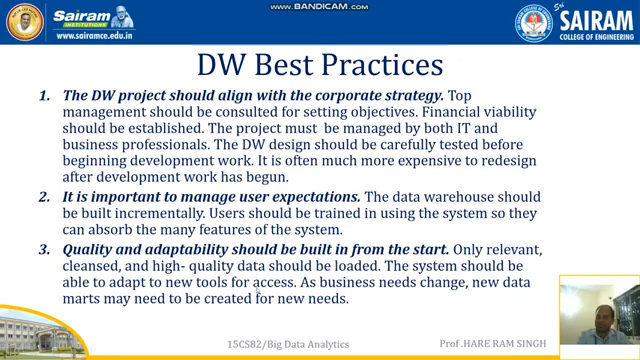 WWW.BANDICAM.COM
Sairam
INSTITUTIONS
www.sairamce.edu.in
Sri
SAIRAM
COLLEGE OF ENGINEERING
DW Best Practices
1. The DW project should align with the corporate strategy. Top
management should be consulted for setting objectives. Financial viability
should be established. The project must be managed by both IT and
business professionals. The DW design should be carefully tested before
beginning development work. It is often much more expensive to redesign
after development work has begun.
2. It is important to manage user expectations. The data warehouse should
be built incrementally. Users should be trained in using the system so they
can absorb the many features of the system.
3. Quality and adaptability should be built in from the start. Only relevant,
cleansed, and high- quality data should be loaded. The system should be
able to adapt to new tools for access. As business needs change, new data
marts may need to be created for new needs.
15CS82/Big Data Analytics
Prof .HARE RAM SINGH